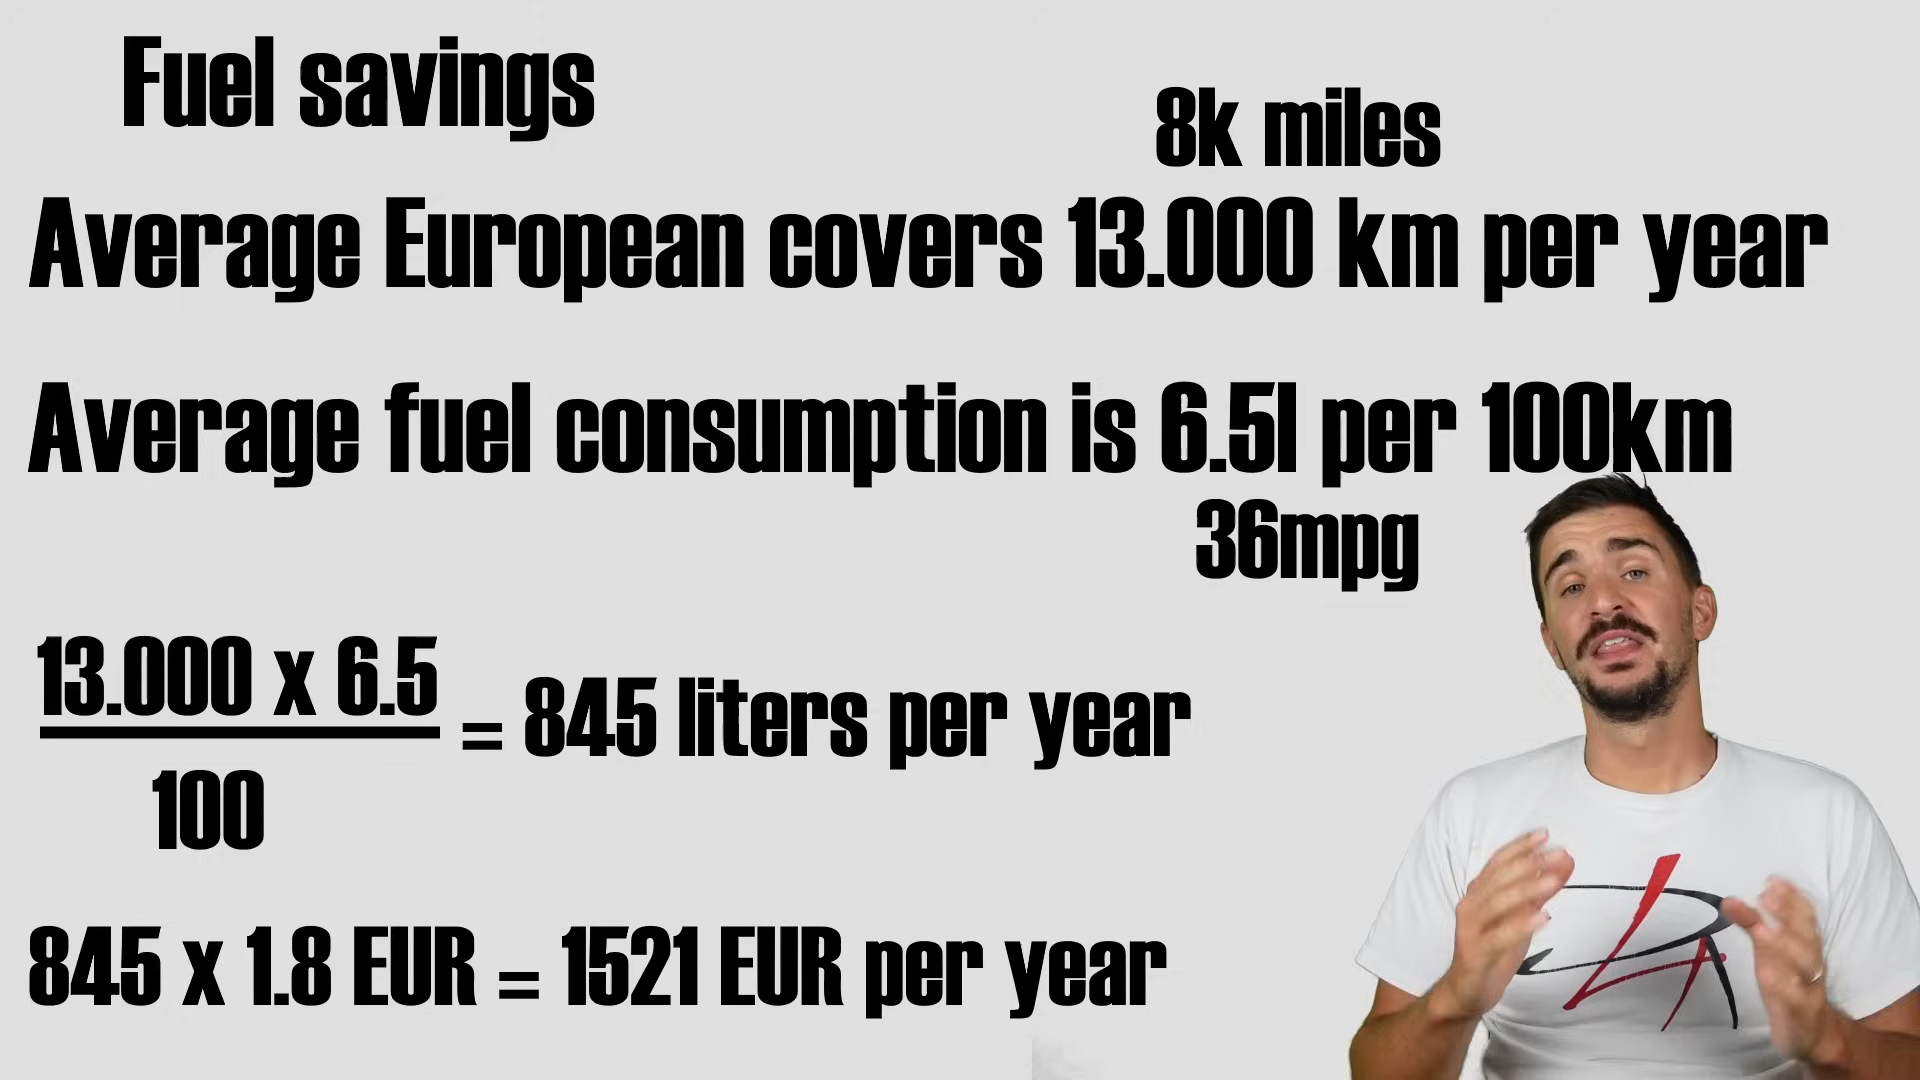 Fuel savings
8k miles
Average European covers 13.000 km per year
Average fuel consumption is 6.5l per 100km
36mpg
13.000 x 6.5
= 845 liters per year
100
845 x 1.8 EUR = 1521 EUR per year